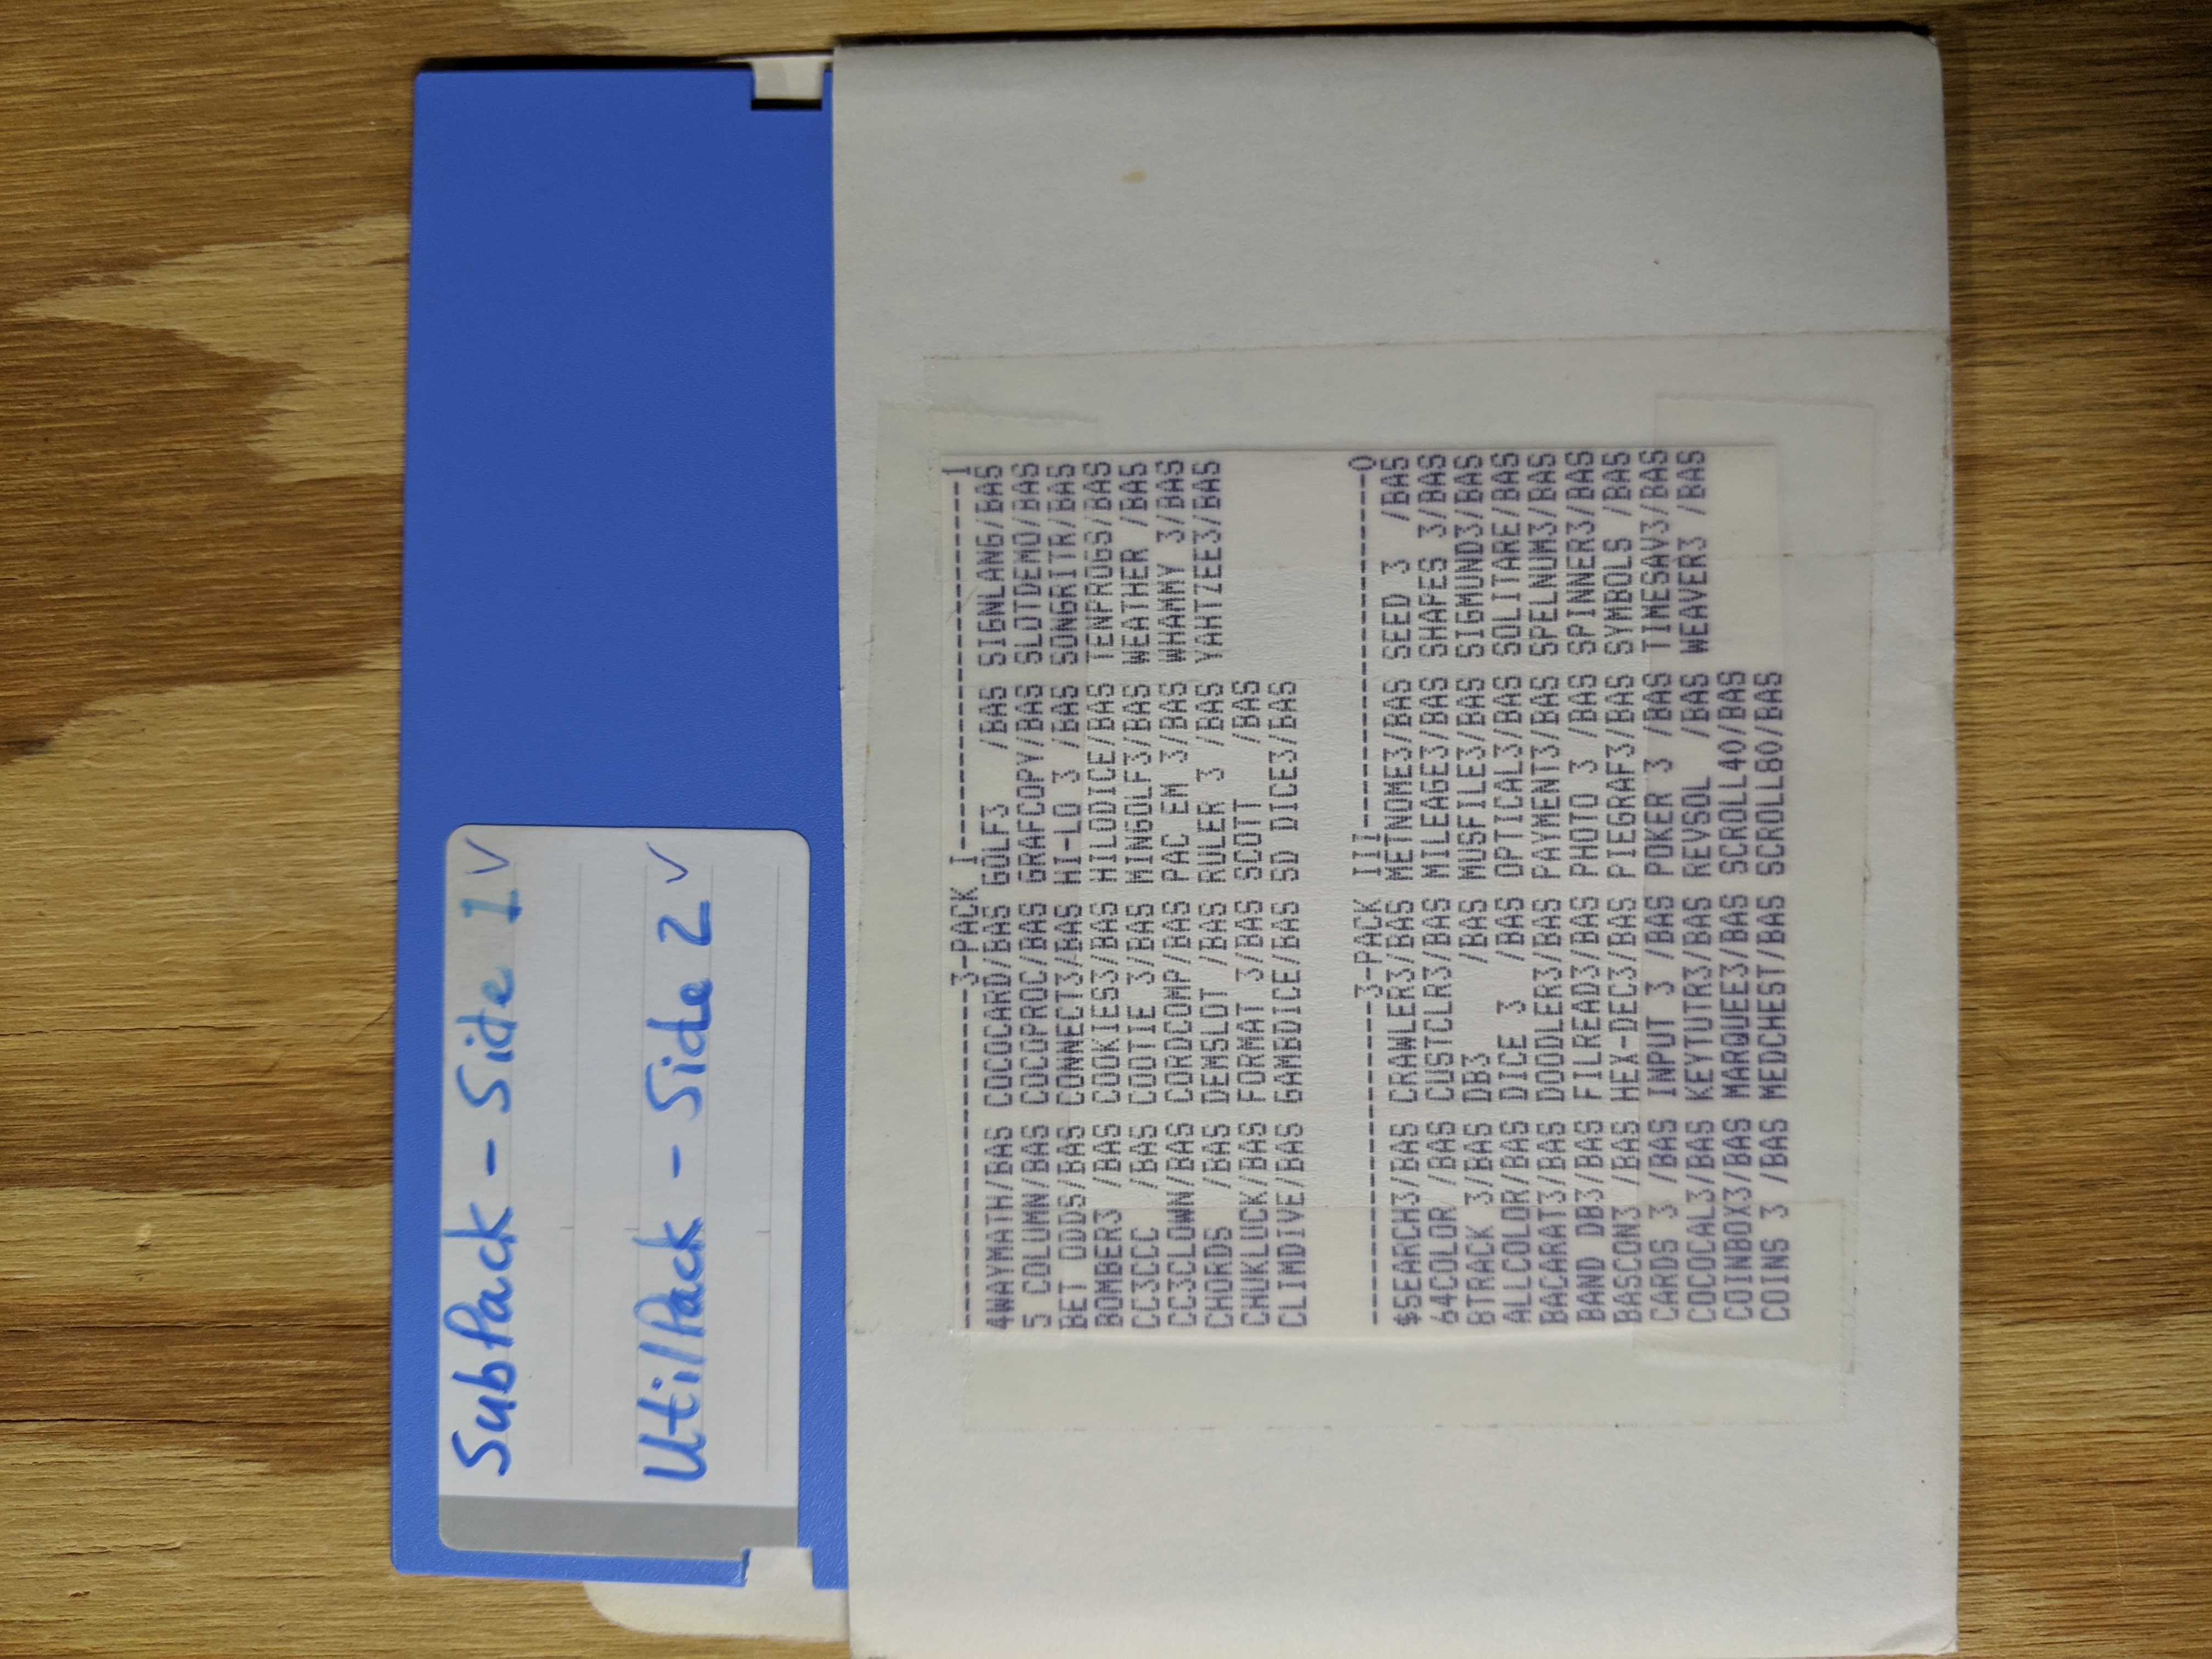 SubPack - Side 1 ✓
UtilPack - Side 2 ✓
----------------3-PACK I----------------1
4WAYMATH/BAS COCOCARD/BAS GOLF3   /BAS SIGNLANG/BAS
5 COLUMN/BAS COCOPROC/BAS GRAFCOPY/BAS SLOTDEMO/BAS
BET ODDS/BAS CONNECT3/BAS HI-LO 3 /BAS SONGRITR/BAS
BOMBER3 /BAS COOKIES3/BAS HILODICE/BAS TENFROGS/BAS
CC3CCC  /BAS COOTIE 3/BAS MINGOLF3/BAS WEATHER /BAS
CC3CLOWN/BAS CORDCOMP/BAS PAC EM 3/BAS WHAMMY 3/BAS
CHORDS  /BAS DEMSLOT /BAS RULER 3 /BAS YAHTZEE3/BAS
CHUKLUCK/BAS FORMAT 3/BAS SCOTT   /BAS
CLIMDIVE/BAS GAMBDICE/BAS SD DICE3/BAS
----------------3-PACK III----------------0
$SEARCH3/BAS CRAWLER3/BAS METNOME3/BAS SEED 3  /BAS
64COLOR /BAS CUSTCLR3/BAS MILEAGE3/BAS SHAFES 3/BAS
8TRACK 3/BAS DB3     /BAS MUSFILE3/BAS SIGMUND3/BAS
ALLCOLOR/BAS DICE 3  /BAS OPTICAL3/BAS SOLITARE/BAS
BACARAT3/BAS DOODLER3/BAS PAYMENT3/BAS SPELNUM3/BAS
BAND DB3/BAS FILREAD3/BAS PHOTO 3 /BAS SPINNER3/BAS
BASCON3 /BAS HEX-DEC3/BAS PIEGRAF3/BAS SYMBOLS /BAS
CARDS 3 /BAS INPUT 3 /BAS POKER 3 /BAS TIMESAV3/BAS
COCOCAL3/BAS KEYTUTR3/BAS REVSOL  /BAS WEAVER3 /BAS
COINBOX3/BAS MARQUEE3/BAS SCROLL40/BAS
COINS 3 /BAS MEDCHEST/BAS SCROLL80/BAS